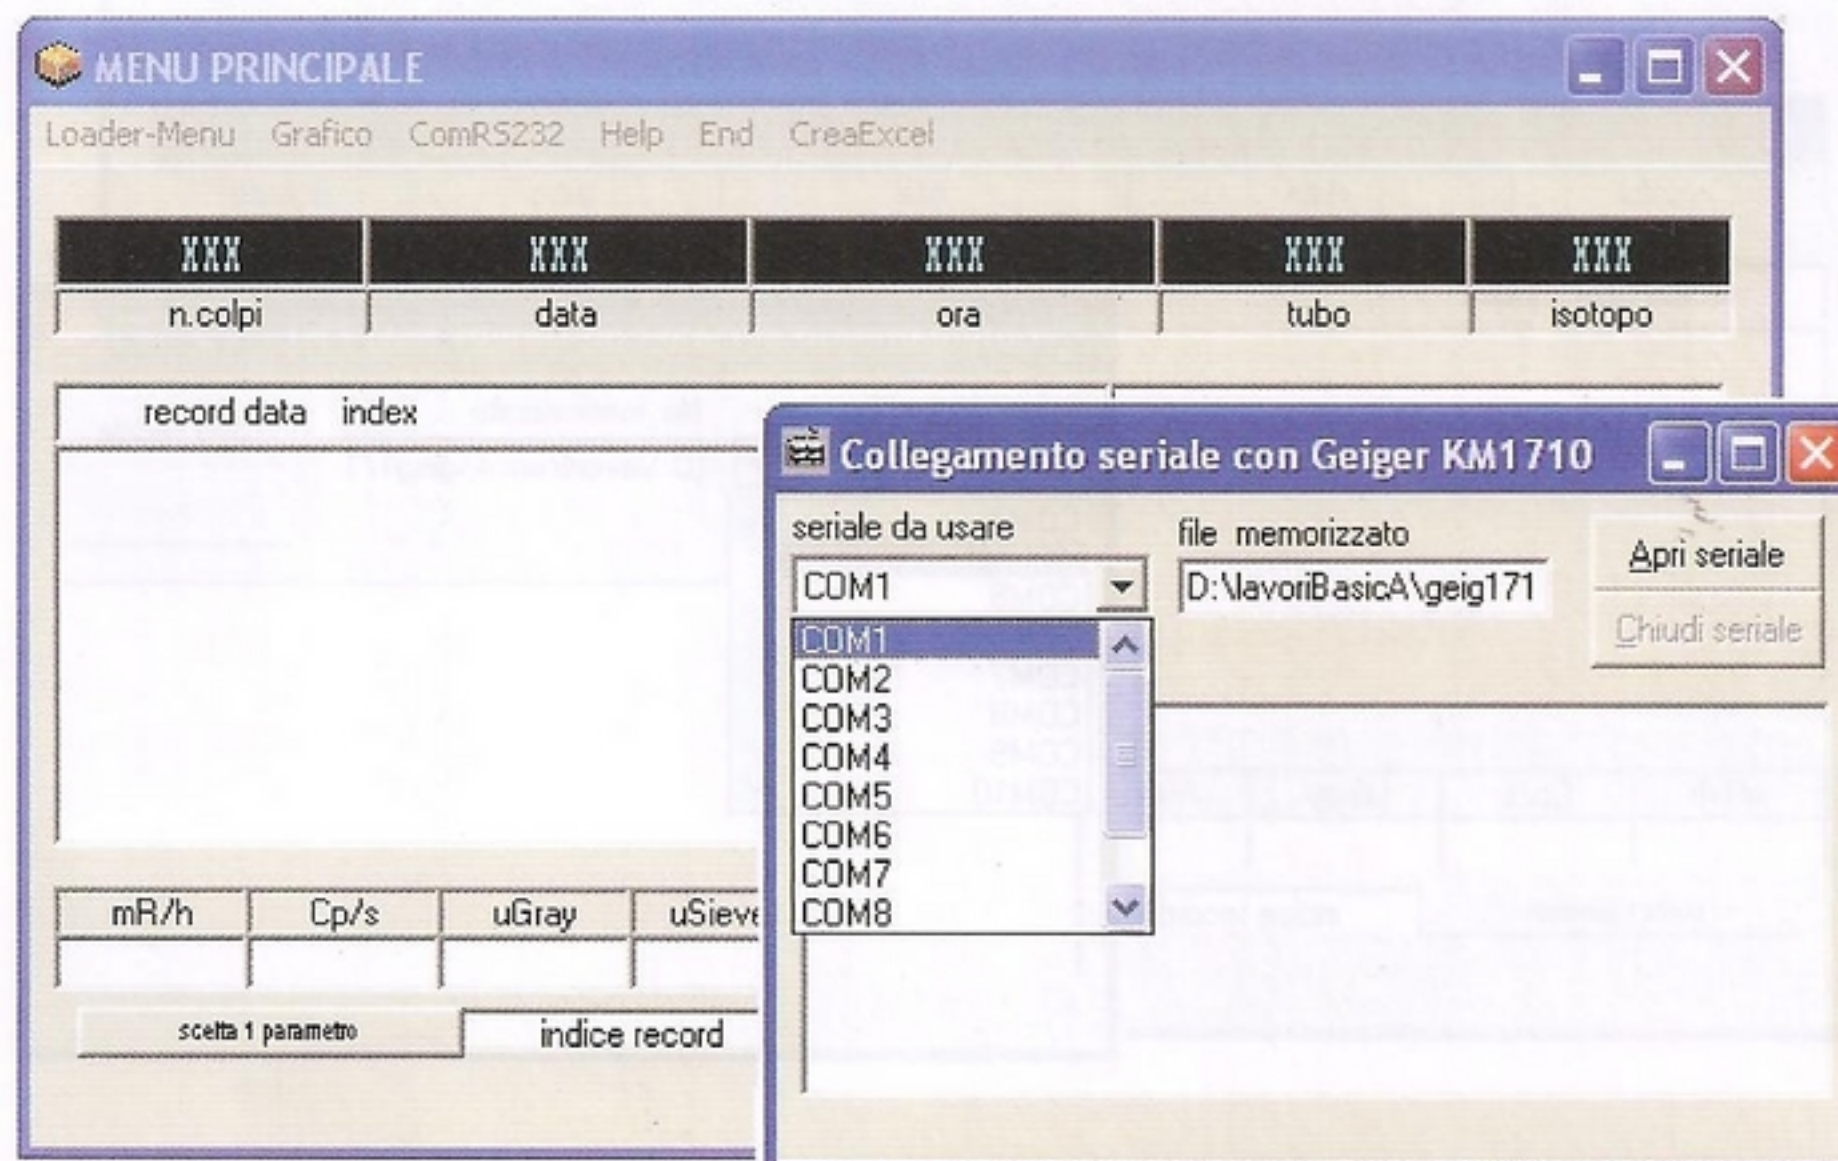 MENU PRINCIPALE
Loader-Menu Grafico ComRS232 Help End CreaExcel
XXX XXX XXX XXX XXX
n.colpi data ora tubo isotopo
record data index
Collegamento seriale con Geiger KM1710
seriale da usare file memorizzato Apri seriale
COM1 D:\lavoriBasicA\geig171
Chiudi seriale
COM1
COM2
COM3
COM4
COM5
COM6
COM7
COM8
mR/h Cp/s uGray uSieve
scelta 1 parametro indice record